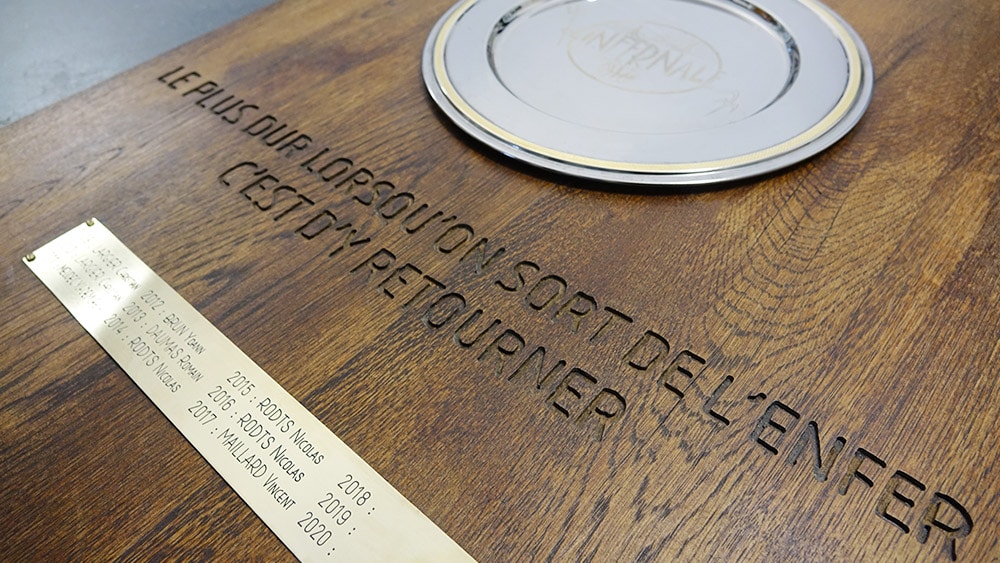 INFERNALE
LE PLUS DUR LORSQU'ON SORT DE L'ENFER
C'EST D'Y RETOURNER
2012 : BRUN YOANN
2013 : DAUMAS ROMAIN
2014 : RODTS NICOLAS
2015 : RODTS NICOLAS
2016 : RODTS NICOLAS
2017 : MAILLARD VINCENT
2018 :
2019 :
2020 :